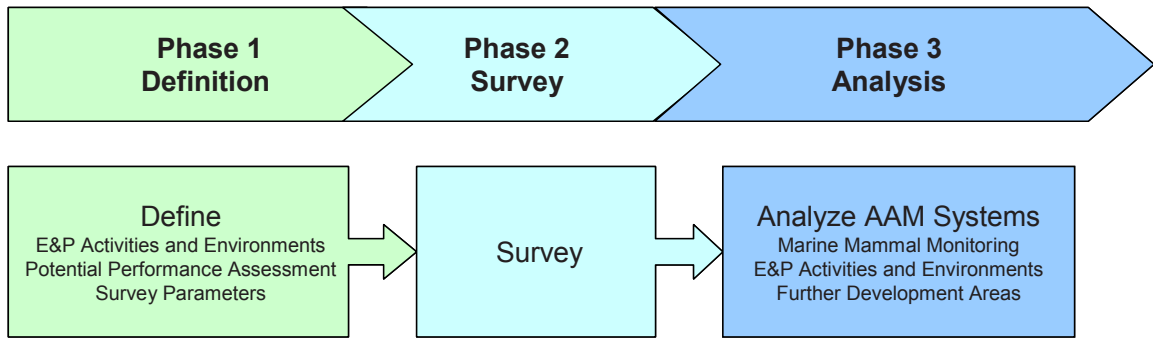 Phase 1
Definition
Phase 2
Survey
Phase 3
Analysis
Define
E&P Activities and Environments
Potential Performance Assessment
Survey Parameters
Survey
Analyze AAM Systems
Marine Mammal Monitoring
E&P Activities and Environments
Further Development Areas